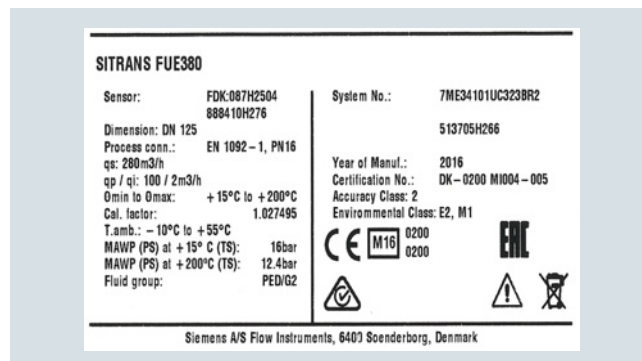 SITRANS FUE380
Sensor: FDK:087H2504
888410H276
Dimension: DN 125
Process conn.: EN 1092-1, PN16
qs: 280m3/h
qp / qi: 100 / 2m3/h
Θmin to Θmax: +15°C to +200°C
Cal. factor: 1.027495
T.amb.: -10°C to +55°C
MAWP (PS) at +15° C (TS): 16bar
MAWP (PS) at +200°C (TS): 12.4bar
Fluid group: PED/G2
System No.: 7ME34101UC323BR2
513705H266
Year of Manuf.: 2016
Certification No.: DK-0200 MI004-005
Accuracy Class: 2
Environmental Class: E2, M1
CE M16 0200
0200
EAC
Siemens A/S Flow Instruments, 6400 Soenderborg, Denmark